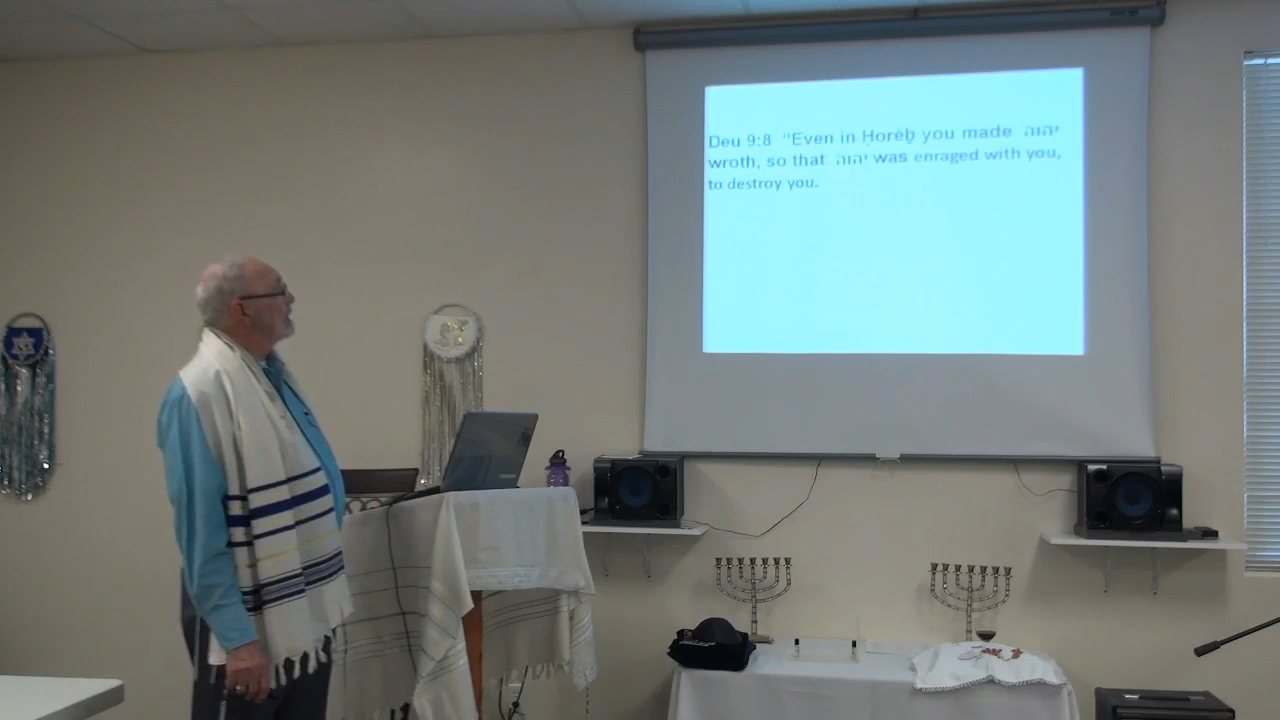 Deu 9:8 "Even in Ḥorĕḇ you made יהוה
wroth, so that יהוה was enraged with you,
to destroy you.